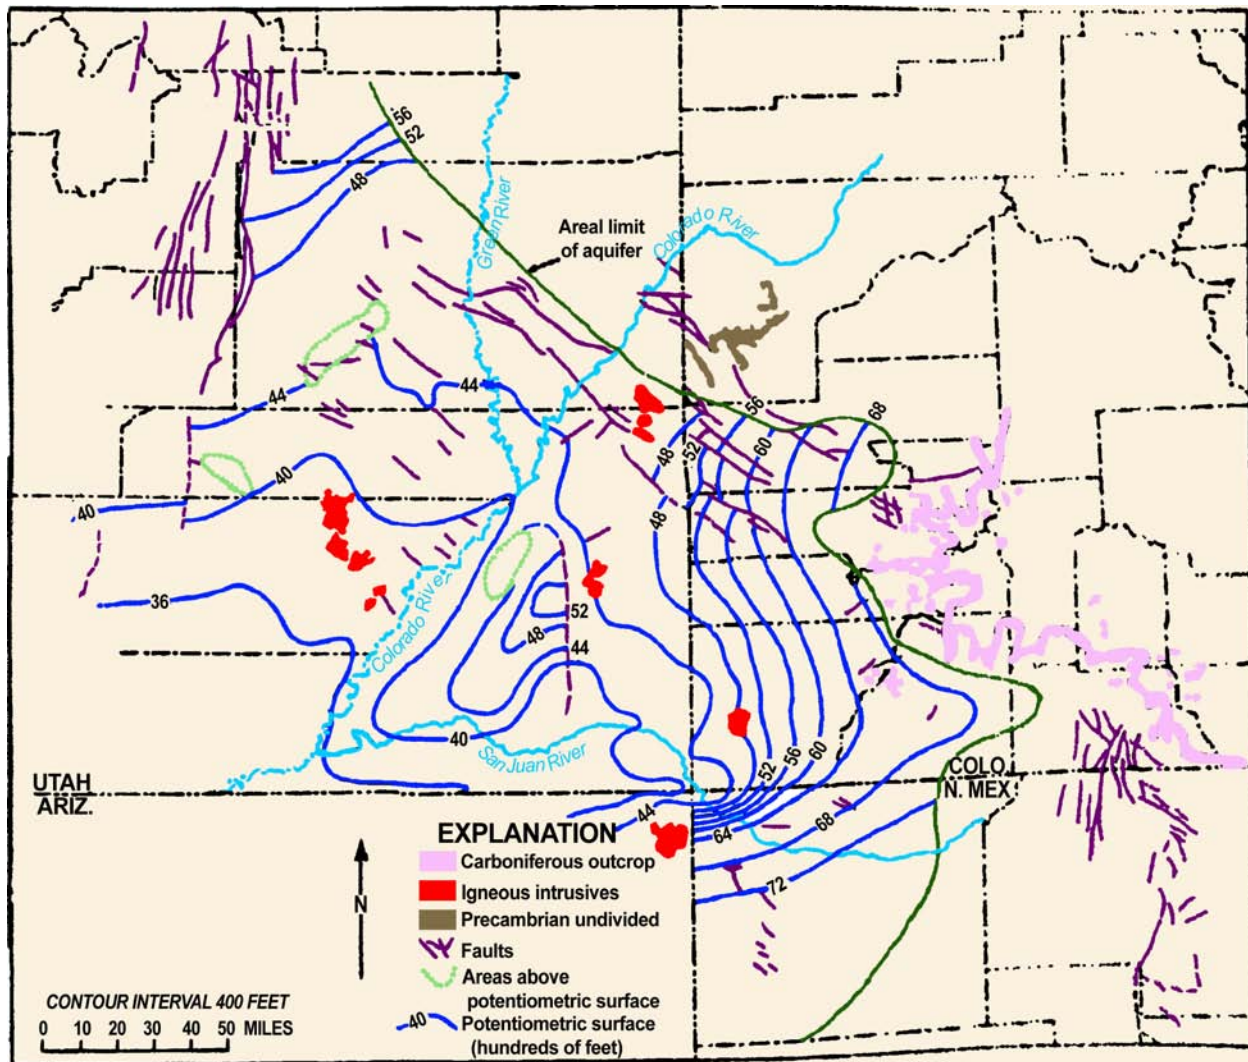 56
52
48
Green River
Colorado River
Areal limit
of aquifer
44
44
56
68
60
52
48
40
40
48
36
Colorado River
52
48
44
40
San Juan River
52
56
60
UTAH
ARIZ.
COLO.
N. MEX
44
64
68
72
N
EXPLANATION
Carboniferous outcrop
Igneous intrusives
Precambrian undivided
Faults
Areas above
potentiometric surface
40
Potentiometric surface
(hundreds of feet)
CONTOUR INTERVAL 400 FEET
0 10 20 30 40 50 MILES